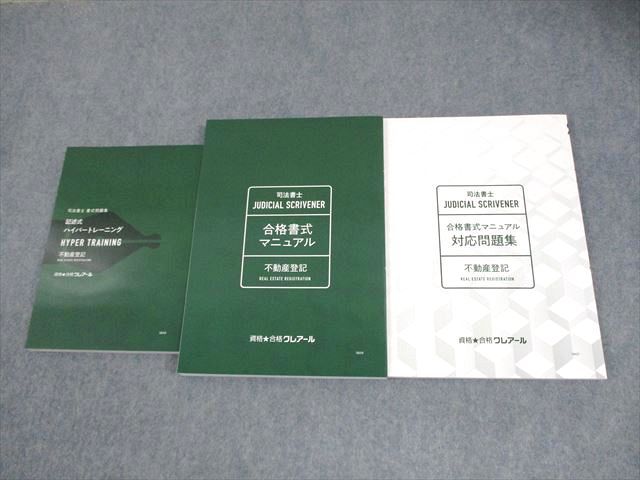 司法書士 書式問題集
記述式
ハイパートレーニング
HYPER TRAINING
不動産登記
REAL ESTATE REGISTRATION
資格★合格クレアール
司法書士
JUDICIAL SCRIVENER
合格書式
マニュアル
不動産登記
REAL ESTATE REGISTRATION
資格★合格クレアール
司法書士
JUDICIAL SCRIVENER
合格書式マニュアル
対応問題集
不動産登記
REAL ESTATE REGISTRATION
資格★合格クレアール